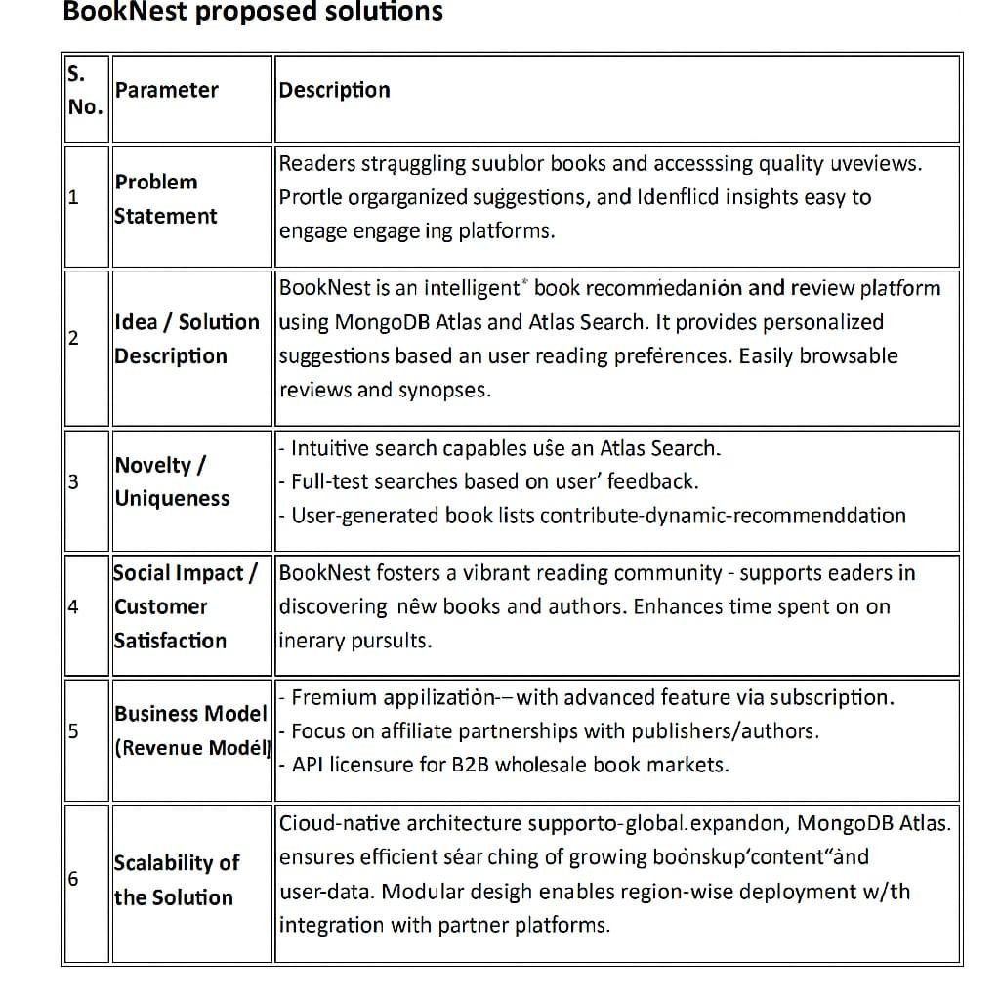 BookNest proposed solutions
S.
No.
Parameter
Description
1
Problem
Statement
Readers strąuggling suublor books and accesssing quality uveviews.
Prortle orgarganized suģgestions, and Idenflicd insights easy to
engage engage ing platforms.
2
Idea / Solution
Description
BookNest is an intelligent* book recommiedaniȯn and review platform
using MongoDB Atlas and Atlas Search. It provides personalized
suggestions based an user reading prefėrences. Easily browsable
reviews and synopses.
3
Novelty /
Uniqueness
- Intuitive search capables uŝe an Atlas Search.
- Full-test searches based on user’ feedback.
- User-generated book lists contribute-dynamic-recommenddation
4
Social Impact /
Customer
Satisfaction
BookNest fosters a vibrant reading community - supports eaders in
discovering nêw books and authors. Enhances time spent on on
inerary pursults.
5
Business Model
(Revenue Modél)
- Fremium appilizatiòn-–with advanced feature via subscription.
- Focus on affiliate partnerships with publishers/authors.
- API licensure for B2B wholesale book markets.
6
Scalability of
the Solution
Cioud-native architecture supporto-global.expandon, MongoDB Atlas.
ensures efficient séar ching of growing boònskup‘content“ànd
user-data. Modular desigh enables region-wise deployment w/th
integration with partner platforms.